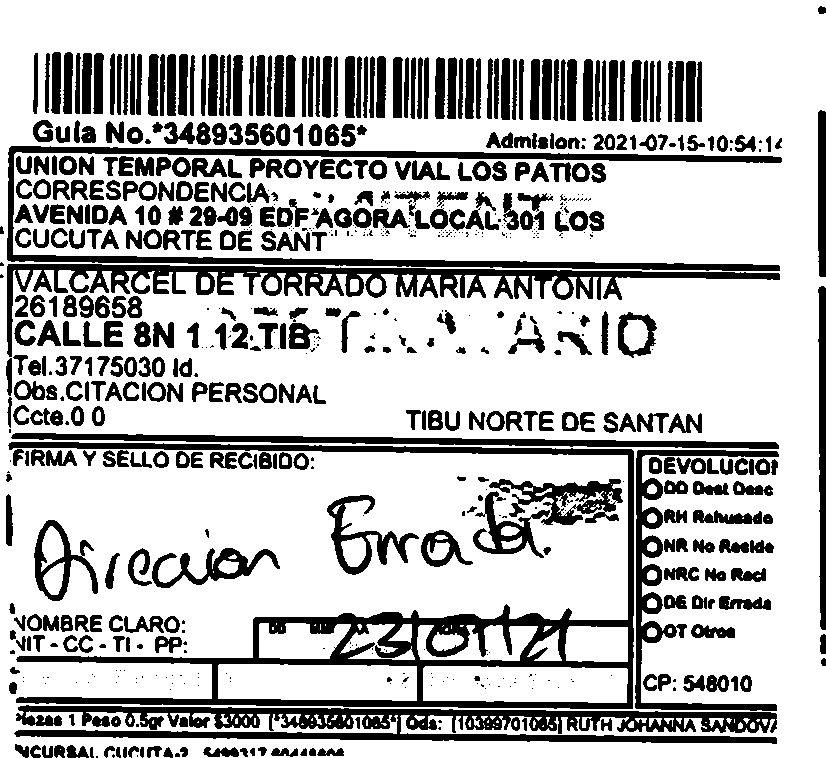 Guia No.*348935601065*
Admision: 2021-07-15-10:54:14
UNION TEMPORAL PROYECTO VIAL LOS PATIOS
CORRESPONDENCIA
AVENIDA 10 # 29-09 EDF AGORA LOCAL 301 LOS
CUCUTA NORTE DE SANT
VALCARCEL DE TORRADO MARIA ANTONIA
26189658
CALLE 8N 1 12 TIB
Tel.37175030 Id.
Obs.CITACION PERSONAL
Ccte.0 0
TIBU NORTE DE SANTAN
FIRMA Y SELLO DE RECIBIDO:
Direccion Errada.
NOMBRE CLARO:
NIT - CC - TI - PP:
23/07/21
DEVOLUCION
DD Dest Desc
RH Rehusado
NR No Reside
NRC No Recl
DE Dir Errada
OT Otros
CP: 548010
Piezas 1 Peso 0.5gr Valor $3000 [*348935601065*] Ods: [10399701065] RUTH JOHANNA SANDOVA